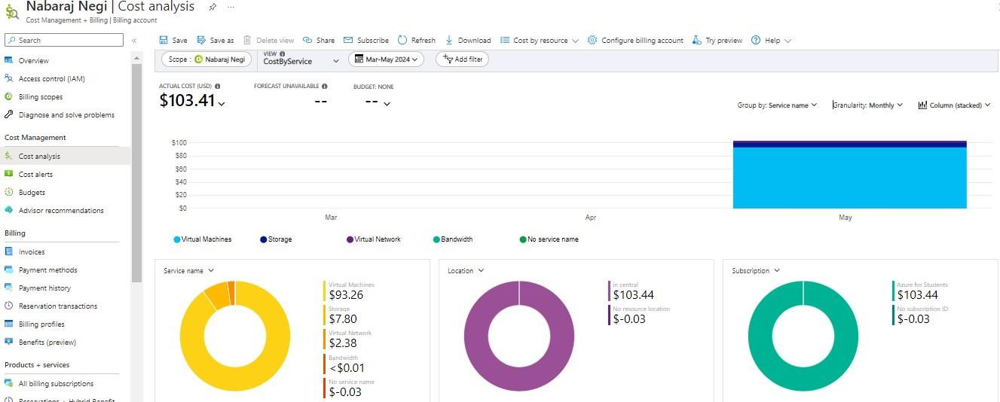 Nabaraj Negi | Cost analysis ...
Cost Management + Billing | Billing account
Search «
Overview
Access control (IAM)
Billing scopes
Diagnose and solve problems
Cost Management
Cost analysis
Cost alerts
Budgets
Advisor recommendations
Billing
Invoices
Payment methods
Payment history
Reservation transactions
Billing profiles
Benefits (preview)
Products + services
All billing subscriptions
Reservations + Hybrid Benefit
Save Save as Delete view Share Subscribe Refresh Download Cost by resource Configure billing account Try preview Help
Scope : Nabaraj Negi VIEW CostByService Mar-May 2024 Add filter
ACTUAL COST (USD) FORECAST UNAVAILABLE BUDGET: NONE
$103.41 -- --
Group by: Service name Granularity: Monthly Column (stacked)
$100
$80
$60
$40
$20
$0
Mar Apr May
Virtual Machines Storage Virtual Network Bandwidth No service name
Service name
Virtual Machines
$93.26
Storage
$7.80
Virtual Network
$2.38
Bandwidth
<$0.01
No service name
$-0.03
Location
in central
$103.44
No resource location
$-0.03
Subscription
Azure for Students
$103.44
No subscription ID
$-0.03